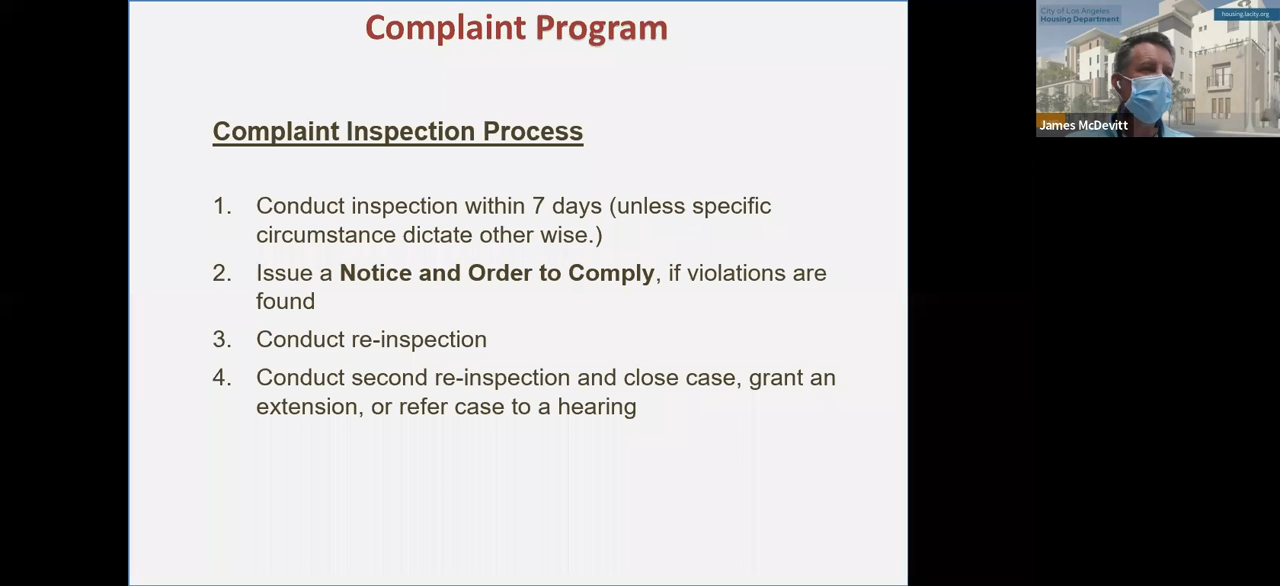 Complaint Program
City of Los Angeles
Housing Department
housing.lacity.org
James McDevitt
Complaint Inspection Process
1. Conduct inspection within 7 days (unless specific
circumstance dictate other wise.)
2. Issue a Notice and Order to Comply, if violations are
found
3. Conduct re-inspection
4. Conduct second re-inspection and close case, grant an
extension, or refer case to a hearing